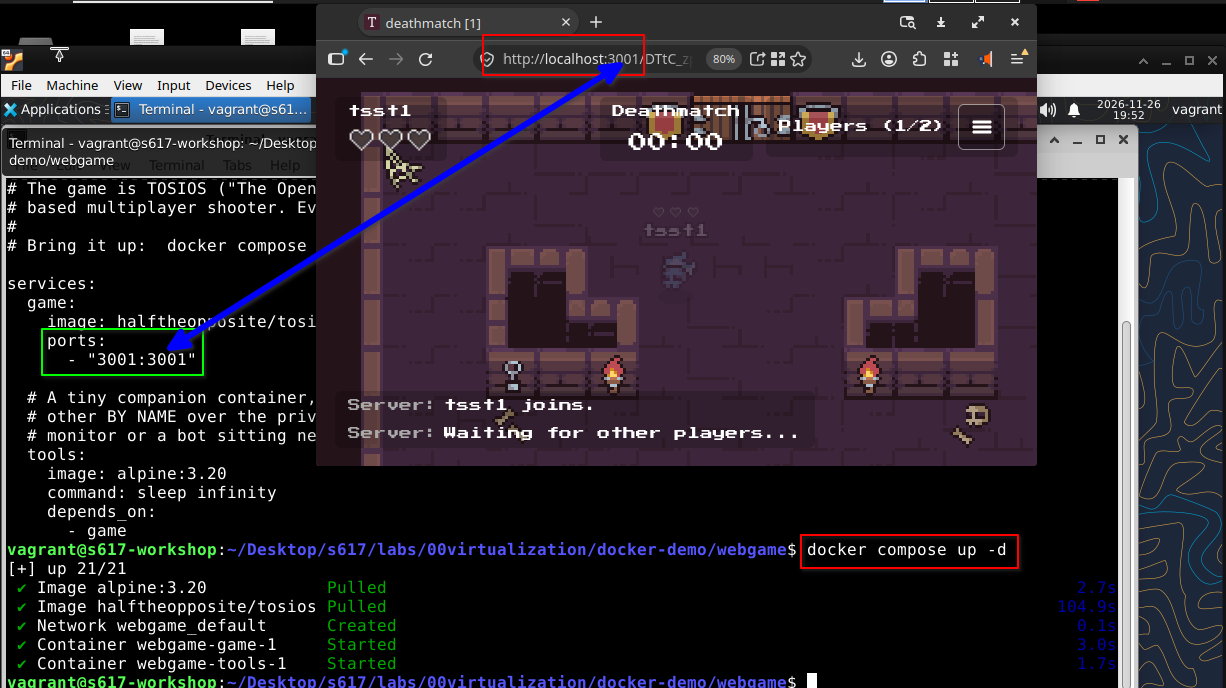 deathmatch [1]
http://localhost:3001/DTtC_z
80%
File Machine View Input Devices Help
Applications
Terminal - vagrant@s61...
2026-11-26
19:52
vagrant
Terminal - vagrant@s617-workshop: ~/Desktop
demo/webgame
Terminal Tabs Help
tsst1
Deathmatch
00:00
Players (1/2)
tsst1
Server: tsst1 joins.
Server: Waiting for other players...
# The game is TOSIOS ("The Open
# based multiplayer shooter. Ev
#
# Bring it up: docker compose
services:
game:
image: halftheopposite/tosi
ports:
- "3001:3001"
# A tiny companion container,
# other BY NAME over the priv
# monitor or a bot sitting ne
tools:
image: alpine:3.20
command: sleep infinity
depends_on:
- game
vagrant@s617-workshop:~/Desktop/s617/labs/00virtualization/docker-demo/webgame$ docker compose up -d
[+] up 21/21
✔ Image alpine:3.20 Pulled 2.7s
✔ Image halftheopposite/tosios Pulled 104.9s
✔ Network webgame_default Created 0.1s
✔ Container webgame-game-1 Started 3.0s
✔ Container webgame-tools-1 Started 1.7s
vagrant@s617-workshop:~/Desktop/s617/labs/00virtualization/docker-demo/webgame$